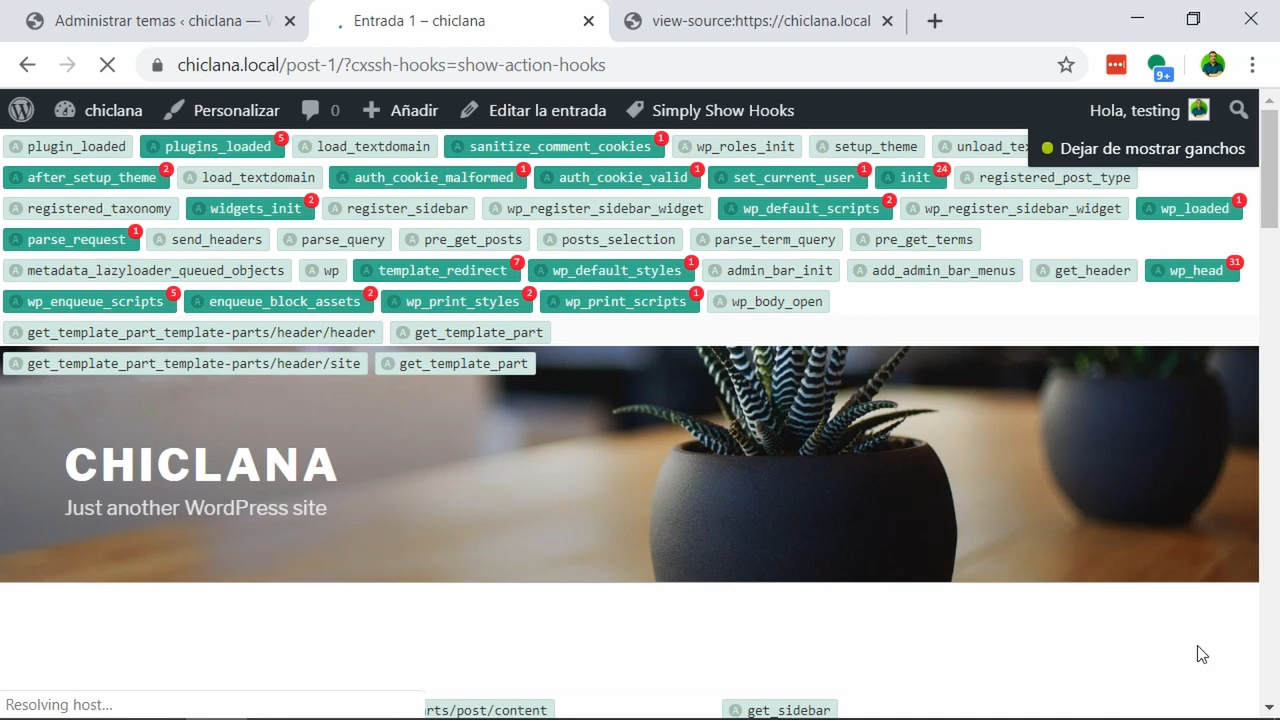 Administrar temas ‹ chiclana —
Entrada 1 – chiclana
view-source:https://chiclana.local
chiclana.local/post-1/?cxssh-hooks=show-action-hooks
9+
chiclana
Personalizar
0
Añadir
Editar la entrada
Simply Show Hooks
Hola, testing
Dejar de mostrar ganchos
A plugin_loaded A plugins_loaded 5 A load_textdomain A sanitize_comment_cookies 1 A wp_roles_init A setup_theme A
A after_setup_theme 2 A load_textdomain A auth_cookie_malformed 1 A auth_cookie_valid 1 A set_current_user 1 A init 24 A registered_post_type
A registered_taxonomy A widgets_init 2 A register_sidebar A wp_register_sidebar_widget A wp_default_scripts 2 A wp_register_sidebar_widget A wp_loaded 1
A parse_request 1 A send_headers A parse_query A pre_get_posts A posts_selection A parse_term_query A pre_get_terms
A metadata_lazyloader_queued_objects A wp A template_redirect 7 A wp_default_styles 1 A admin_bar_init A add_admin_bar_menus A get_header A wp_head 31
A wp_enqueue_scripts 5 A enqueue_block_assets 2 A wp_print_styles 2 A wp_print_scripts 1 A wp_body_open
A get_template_part_template-parts/header/header A get_template_part
A get_template_part_template-parts/header/site A get_template_part
CHICLANA
Just another WordPress site
Resolving host...
rts/post/content A get_sidebar